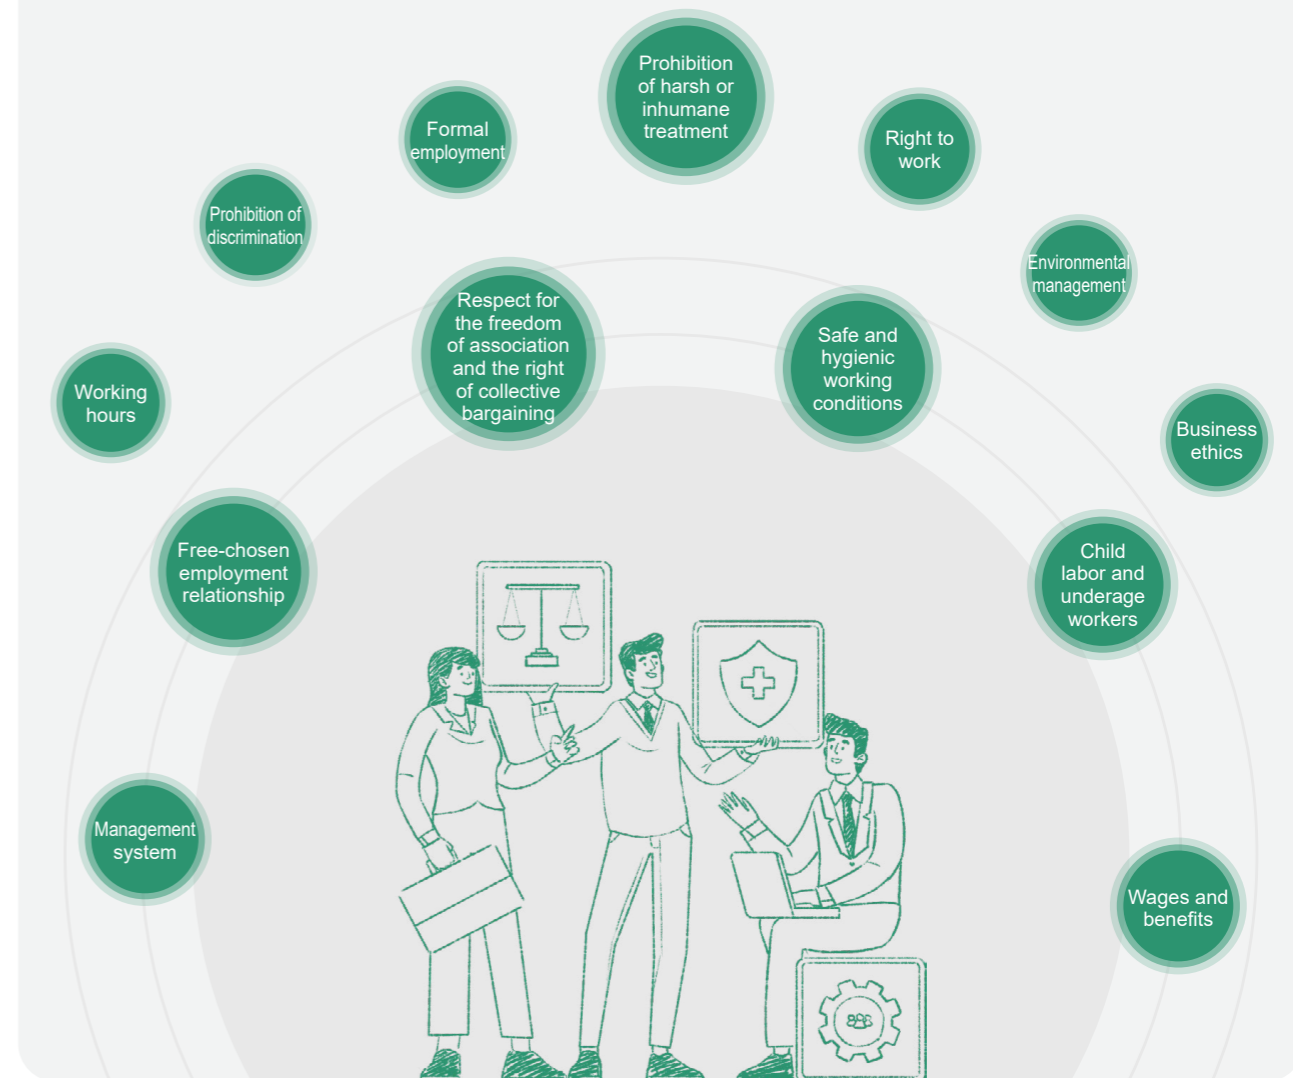 Prohibition
of harsh or
inhumane
treatment
Formal
employment
Right to
work
Prohibition of
discrimination
Environmental
management
Respect for
the freedom
of association
and the right
of collective
bargaining
Safe and
hygienic
working
conditions
Working
hours
Business
ethics
Free-chosen
employment
relationship
Child
labor and
underage
workers
Management
system
Wages and
benefits